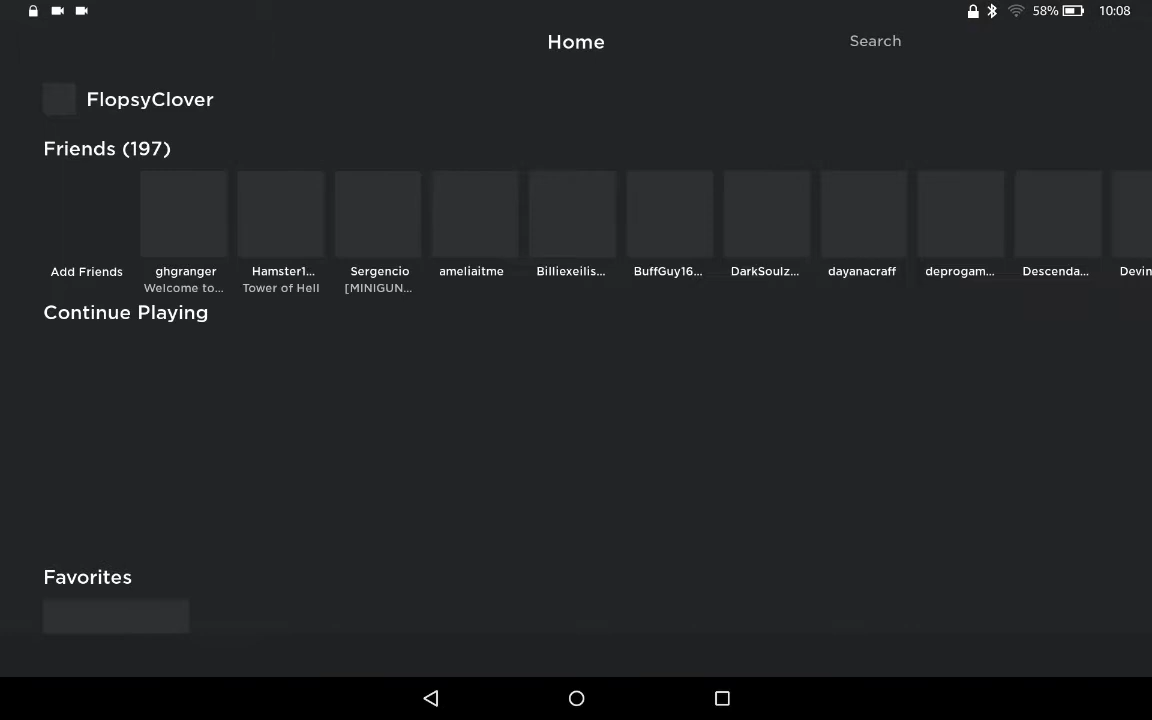 58% 10:08
Home Search
FlopsyClover
Friends (197)
Add Friends ghgranger Hamster1... Sergencio ameliaitme Billiexeilis... BuffGuy16... DarkSoulz... dayanacraff deprogam... Descenda... Devin
Welcome to... Tower of Hell [MINIGUN...
Continue Playing
Favorites